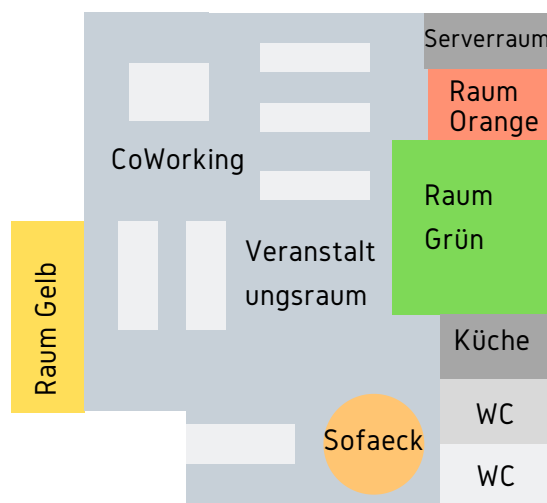 Serverraum
Raum
Orange
CoWorking
Raum
Grün
Veranstalt
ungsraum
Raum Gelb
Küche
WC
Sofaeck
WC